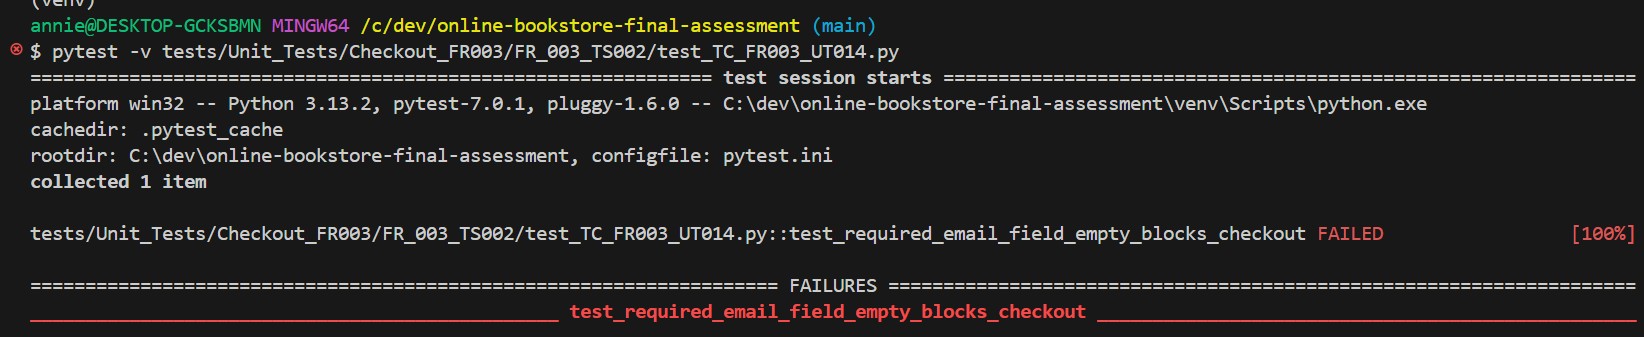 (venv)
annie@DESKTOP-GCKSBMN MINGW64 /c/dev/online-bookstore-final-assessment (main)
$ pytest -v tests/Unit_Tests/Checkout_FR003/FR_003_TS002/test_TC_FR003_UT014.py
============================================================== test session starts ===============================================================
platform win32 -- Python 3.13.2, pytest-7.0.1, pluggy-1.6.0 -- C:\dev\online-bookstore-final-assessment\venv\Scripts\python.exe
cachedir: .pytest_cache
rootdir: C:\dev\online-bookstore-final-assessment, configfile: pytest.ini
collected 1 item
tests/Unit_Tests/Checkout_FR003/FR_003_TS002/test_TC_FR003_UT014.py::test_required_email_field_empty_blocks_checkout FAILED [100%]
==================================================================== FAILURES ====================================================================
________________________________________________ test_required_email_field_empty_blocks_checkout _________________________________________________